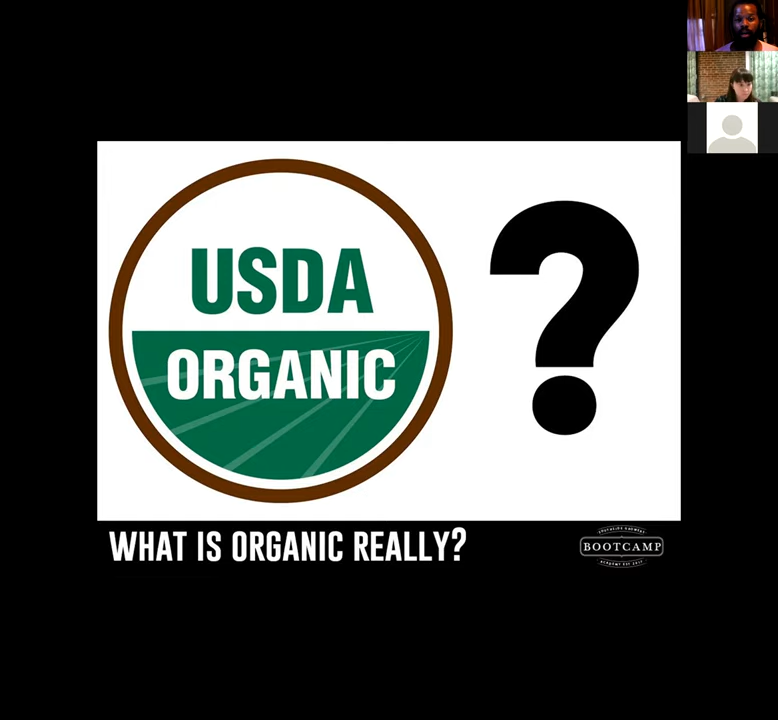 USDA
ORGANIC
?
WHAT IS ORGANIC REALLY?
BOOTCAMP